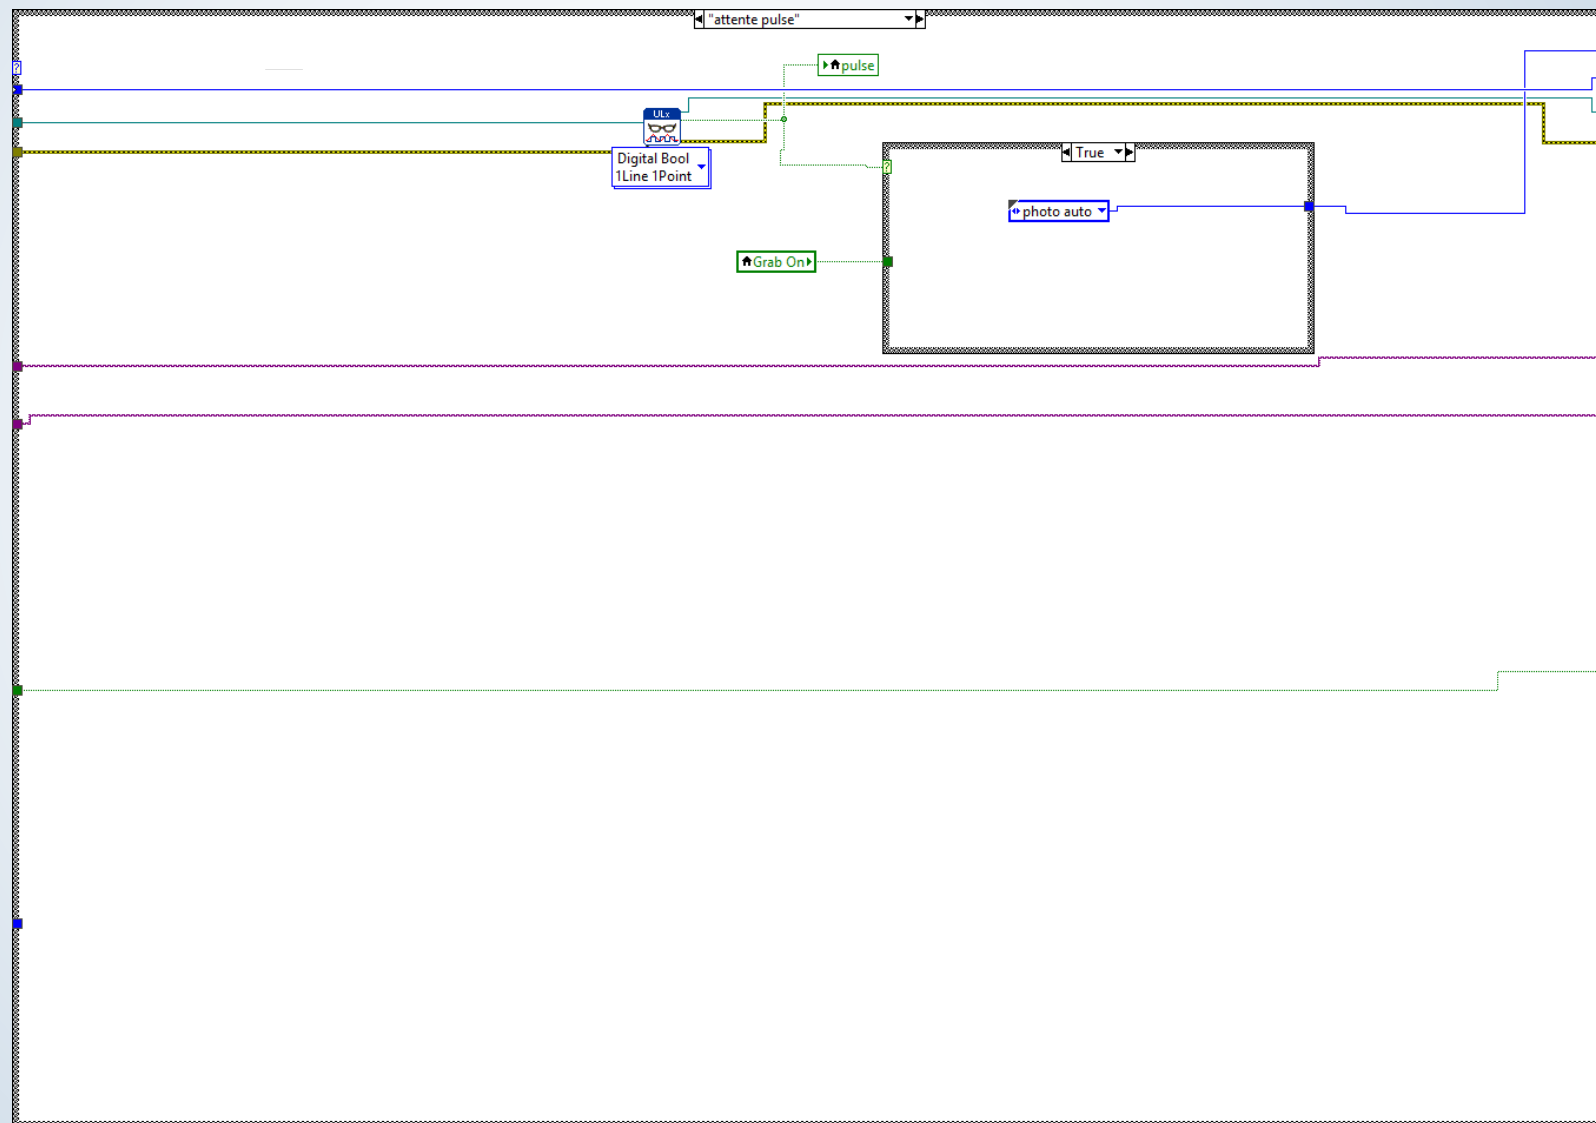 "attente pulse"
?
pulse
ULx
Digital Bool
1Line 1Point
True
?
photo auto
Grab On